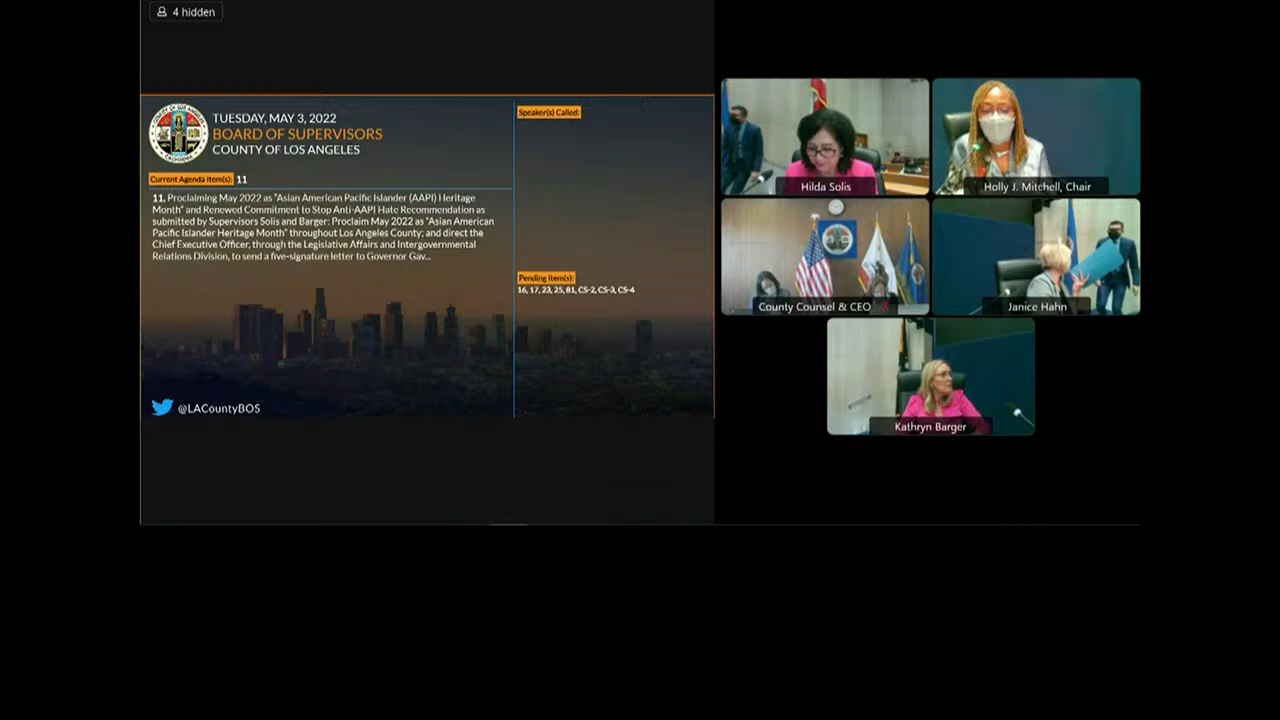 4 hidden
TUESDAY, MAY 3, 2022
BOARD OF SUPERVISORS
COUNTY OF LOS ANGELES
Current Agenda Item(s): 11
11. Proclaiming May 2022 as "Asian American Pacific Islander (AAPI) Heritage
Month" and Renewed Commitment to Stop Anti-AAPI Hate Recommendation as
submitted by Supervisors Solis and Barger: Proclaim May 2022 as "Asian American
Pacific Islander Heritage Month" throughout Los Angeles County; and direct the
Chief Executive Officer, through the Legislative Affairs and Intergovernmental
Relations Division, to send a five-signature letter to Governor Gav...
@LACountyBOS
Speaker(s) Called:
Pending Item(s):
16, 17, 23, 25, 81, CS-2, CS-3, CS-4
Hilda Solis
Holly J. Mitchell, Chair
County Counsel & CEO
Janice Hahn
Kathryn Barger